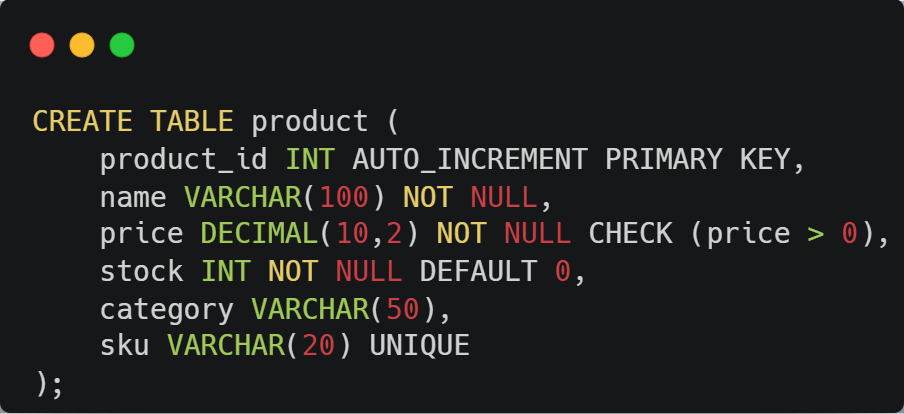 CREATE TABLE product (
    product_id INT AUTO_INCREMENT PRIMARY KEY,
    name VARCHAR(100) NOT NULL,
    price DECIMAL(10,2) NOT NULL CHECK (price > 0),
    stock INT NOT NULL DEFAULT 0,
    category VARCHAR(50),
    sku VARCHAR(20) UNIQUE
);